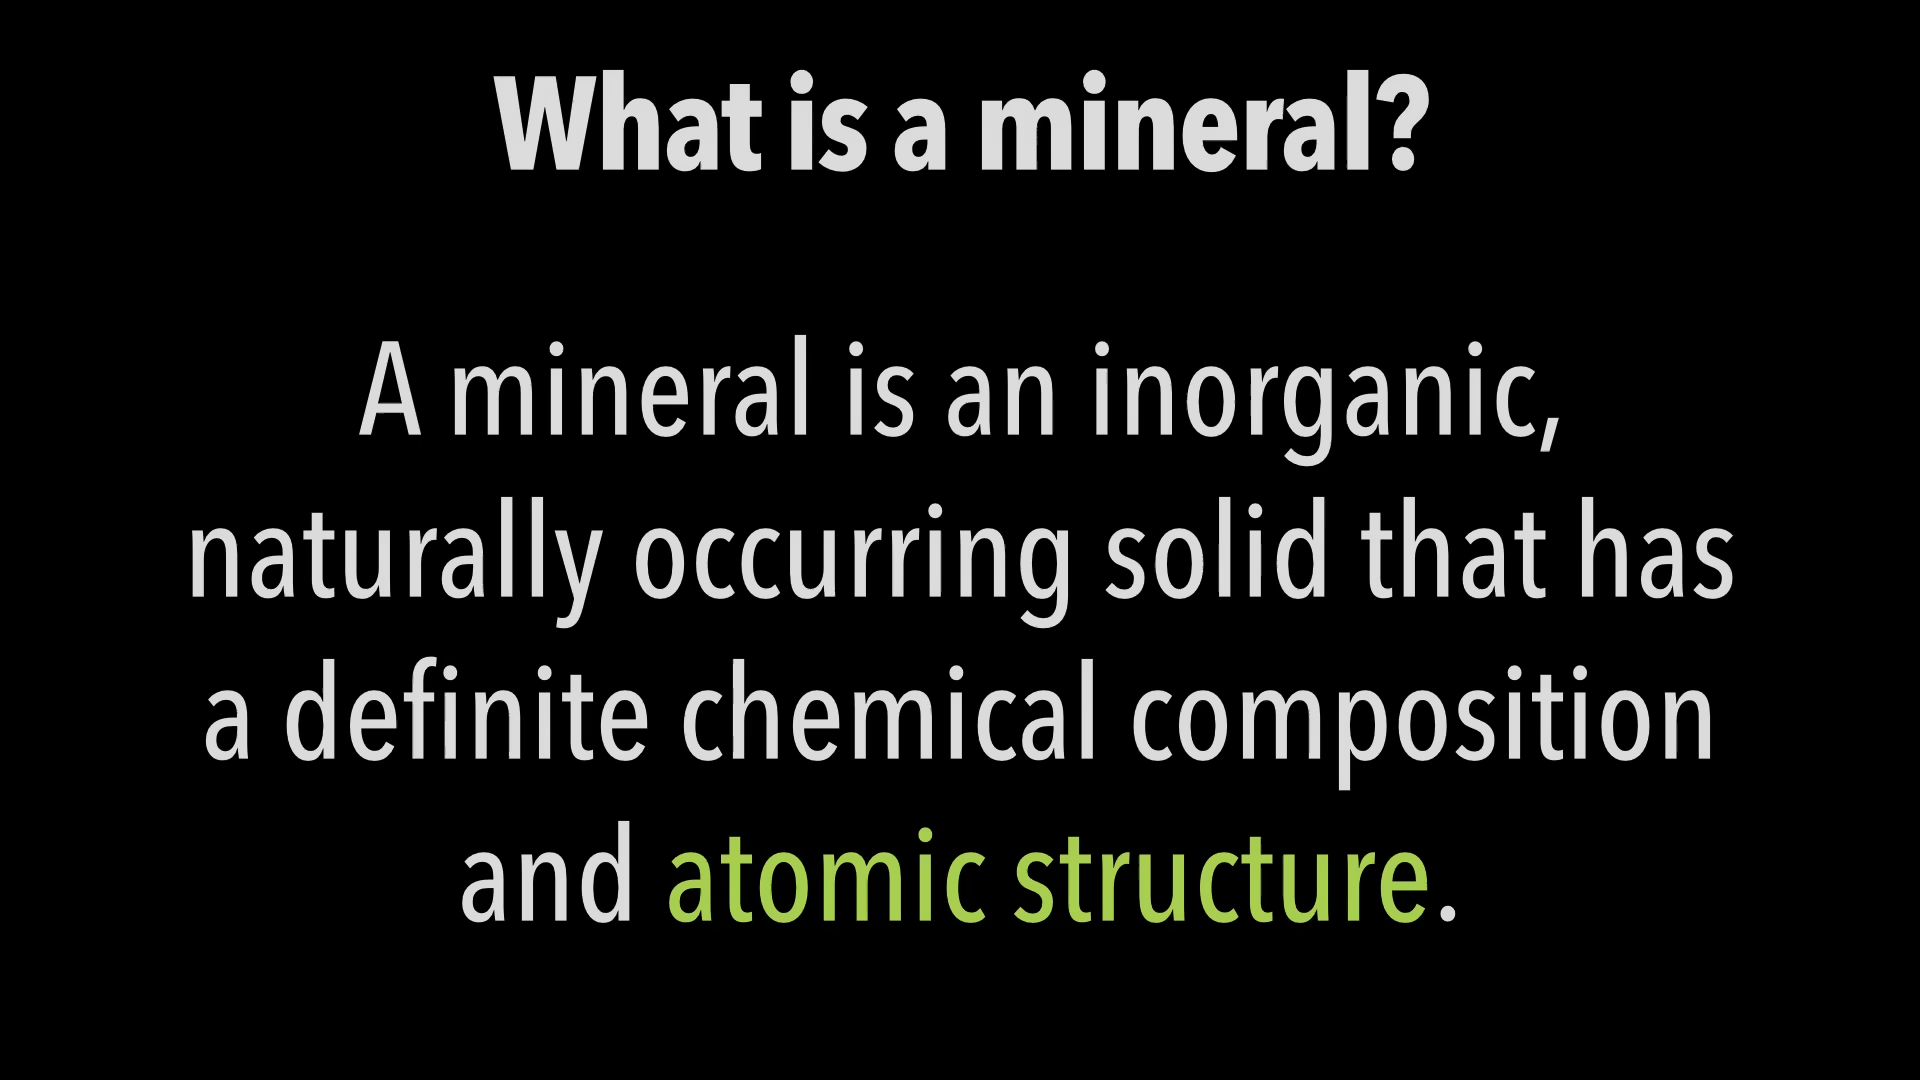 What is a mineral?
A mineral is an inorganic,
naturally occurring solid that has
a definite chemical composition
and atomic structure.